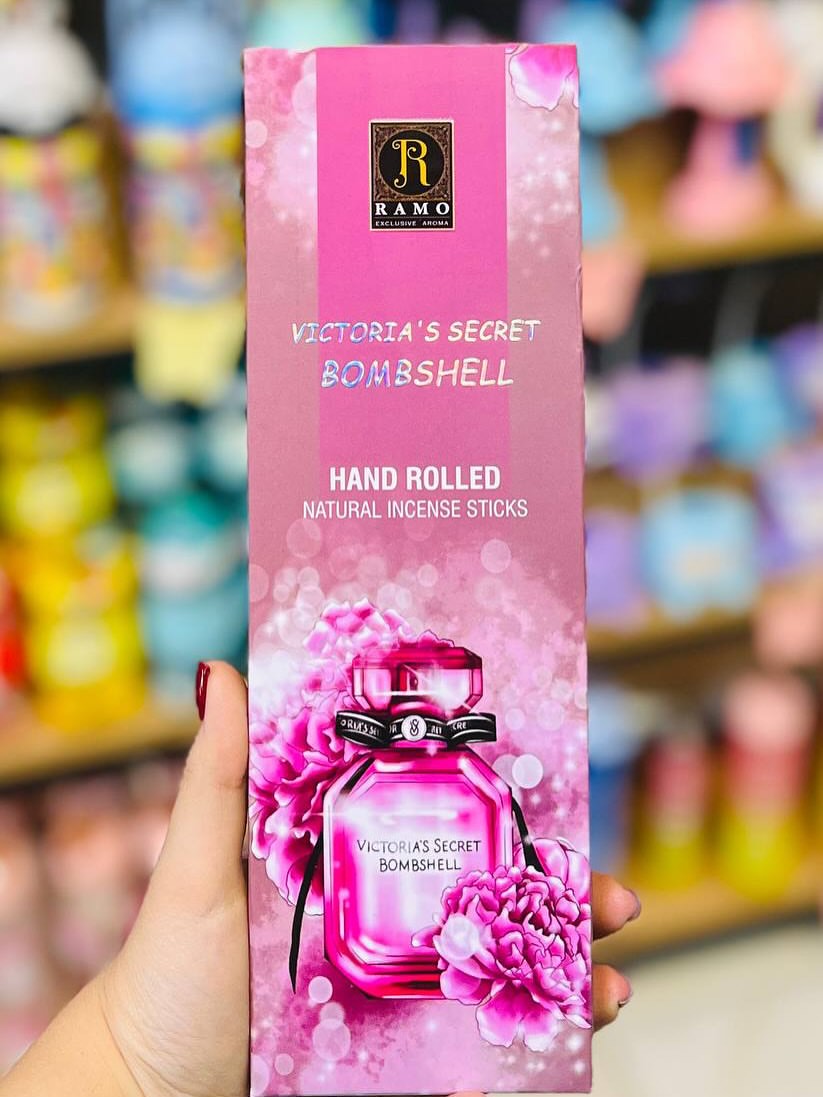 R
RAMO
EXCLUSIVE AROMA
VICTORIA'S SECRET
BOMBSHELL
HAND ROLLED
NATURAL INCENSE STICKS
VICTORIA'S SECRET
BOMBSHELL